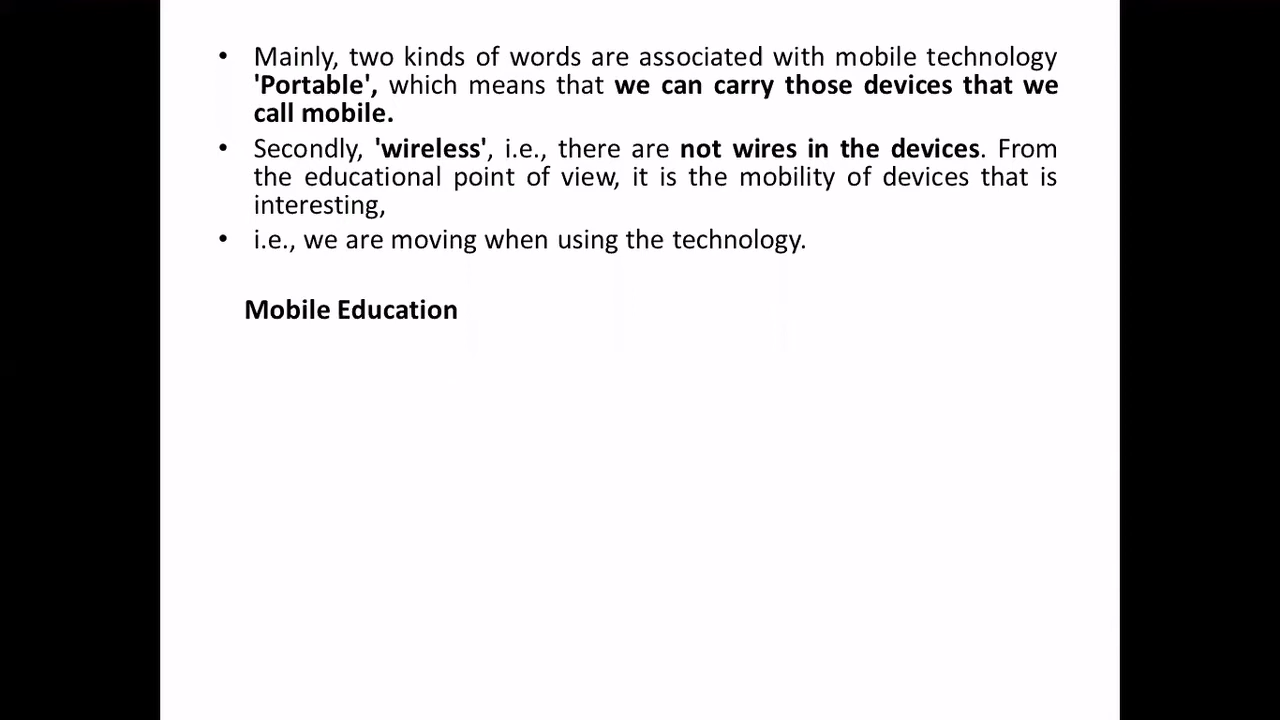 • Mainly, two kinds of words are associated with mobile technology
'Portable', which means that we can carry those devices that we
call mobile.
• Secondly, 'wireless', i.e., there are not wires in the devices. From
the educational point of view, it is the mobility of devices that is
interesting,
• i.e., we are moving when using the technology.
Mobile Education